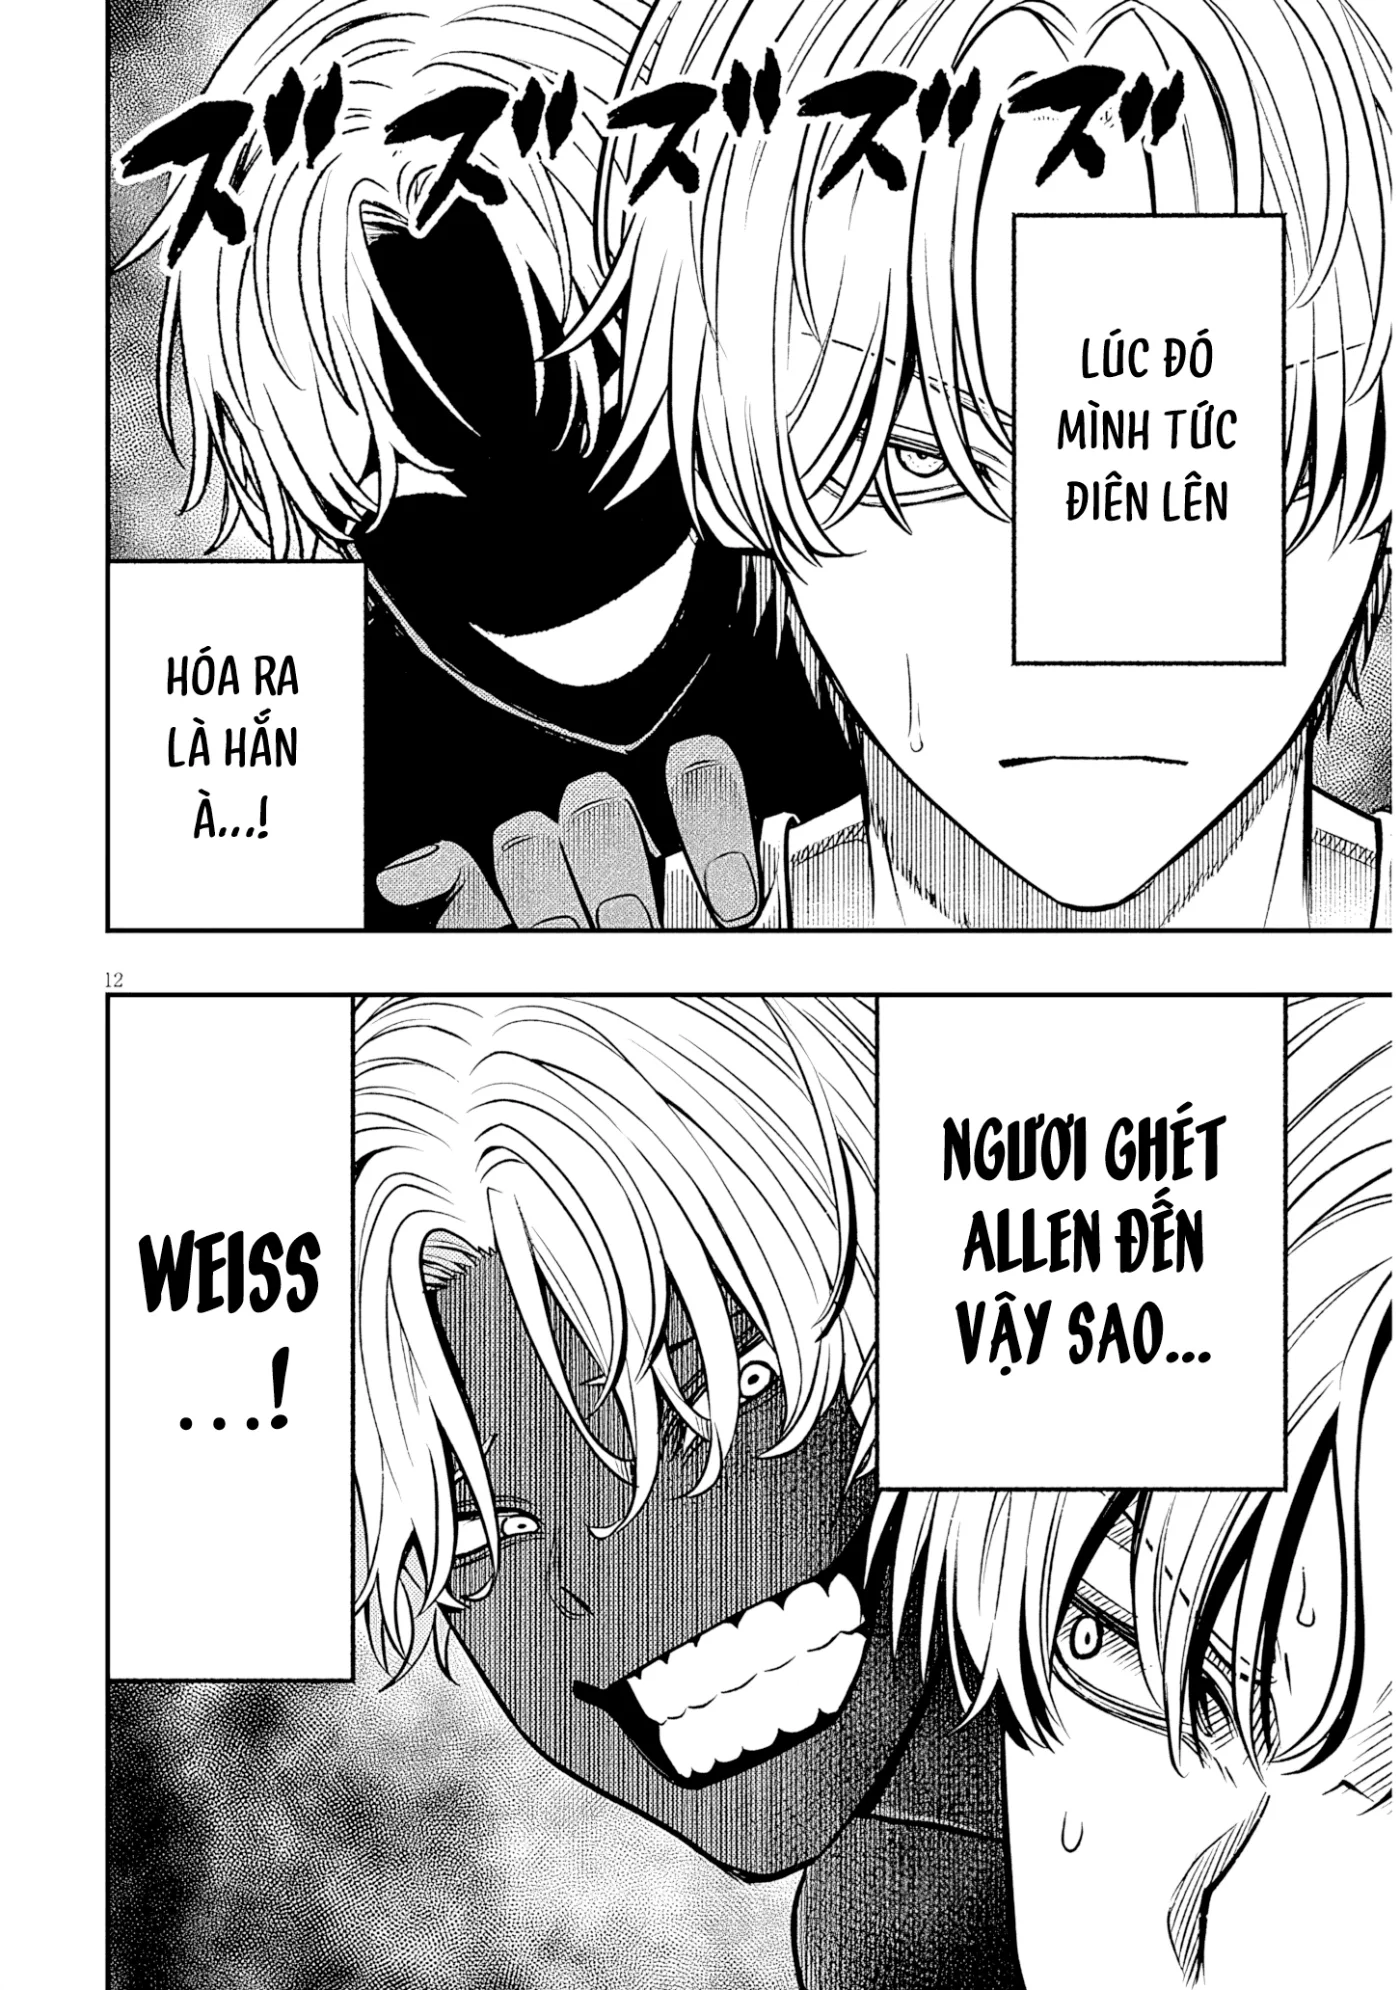 ズズズズズ
LÚC ĐÓ
MÌNH TỨC
ĐIÊN LÊN
HÓA RA
LÀ HẮN
À...!
12
NGƯƠI GHÉT
ALLEN ĐẾN
VẬY SAO...
WEISS
...!